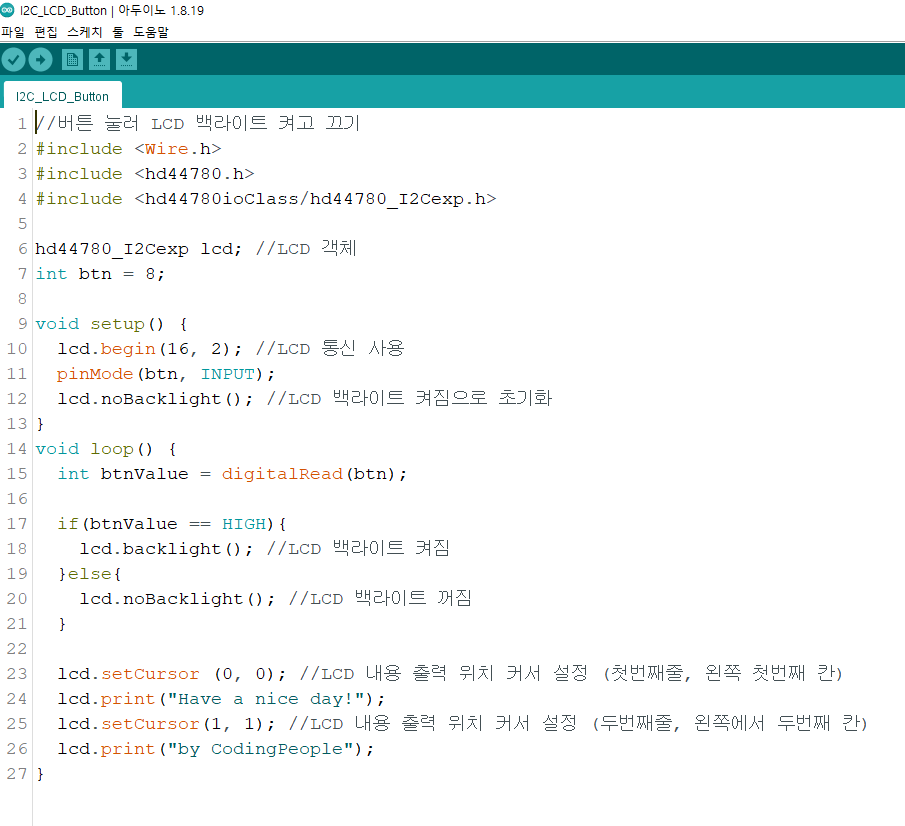 I2C_LCD_Button | 아두이노 1.8.19
파일 편집 스케치 툴 도움말
I2C_LCD_Button
1 //버튼 눌러 LCD 백라이트 켜고 끄기
2 #include <Wire.h>
3 #include <hd44780.h>
4 #include <hd44780ioClass/hd44780_I2Cexp.h>
5
6 hd44780_I2Cexp lcd; //LCD 객체
7 int btn = 8;
8
9 void setup() {
10   lcd.begin(16, 2); //LCD 통신 사용
11   pinMode(btn, INPUT);
12   lcd.noBacklight(); //LCD 백라이트 켜짐으로 초기화
13 }
14 void loop() {
15   int btnValue = digitalRead(btn);
16
17   if(btnValue == HIGH){
18     lcd.backlight(); //LCD 백라이트 켜짐
19   }else{
20     lcd.noBacklight(); //LCD 백라이트 꺼짐
21   }
22
23   lcd.setCursor (0, 0); //LCD 내용 출력 위치 커서 설정 (첫번째줄, 왼쪽 첫번째 칸)
24   lcd.print("Have a nice day!");
25   lcd.setCursor(1, 1); //LCD 내용 출력 위치 커서 설정 (두번째줄, 왼쪽에서 두번째 칸)
26   lcd.print("by CodingPeople");
27 }